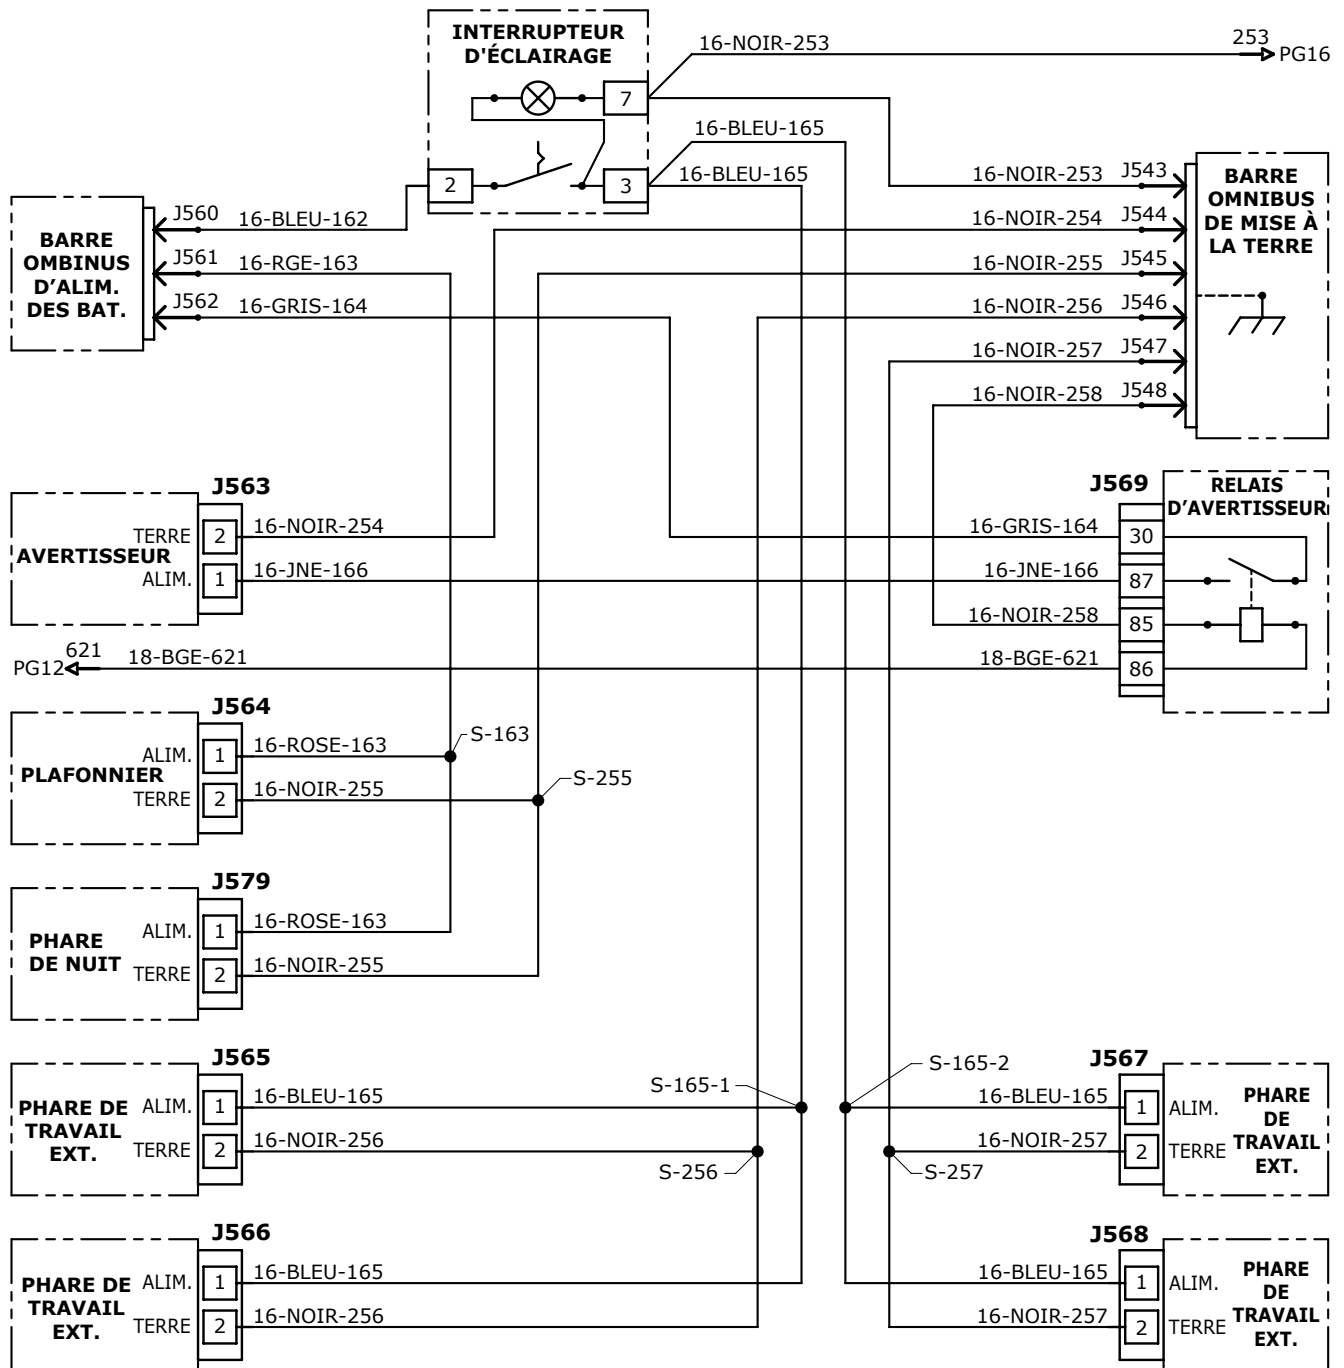 INTERRUPTEUR
D'ÉCLAIRAGE
16-NOIR-253
253
PG16
7
16-BLEU-165
2
3
16-BLEU-165
BARRE
OMBINUS
D'ALIM.
DES BAT.
J560
16-BLEU-162
J561
16-RGE-163
J562
16-GRIS-164
16-NOIR-253
J543
16-NOIR-254
J544
16-NOIR-255
J545
16-NOIR-256
J546
16-NOIR-257
J547
16-NOIR-258
J548
BARRE
OMNIBUS
DE MISE À
LA TERRE
J563
AVERTISSEUR
TERRE
2
16-NOIR-254
ALIM.
1
16-JNE-166
J569
RELAIS
D'AVERTISSEUR
16-GRIS-164
30
16-JNE-166
87
16-NOIR-258
85
18-BGE-621
86
621
PG12
18-BGE-621
J564
PLAFONNIER
ALIM.
1
16-ROSE-163
S-163
TERRE
2
16-NOIR-255
S-255
J579
PHARE
DE NUIT
ALIM.
1
16-ROSE-163
TERRE
2
16-NOIR-255
J565
PHARE DE
TRAVAIL
EXT.
ALIM.
1
16-BLEU-165
S-165-1
TERRE
2
16-NOIR-256
S-256
J567
S-165-2
16-BLEU-165
1
ALIM.
S-257
16-NOIR-257
2
TERRE
PHARE
DE
TRAVAIL
EXT.
J566
PHARE DE
TRAVAIL
EXT.
ALIM.
1
16-BLEU-165
TERRE
2
16-NOIR-256
J568
16-BLEU-165
1
ALIM.
16-NOIR-257
2
TERRE
PHARE
DE
TRAVAIL
EXT.